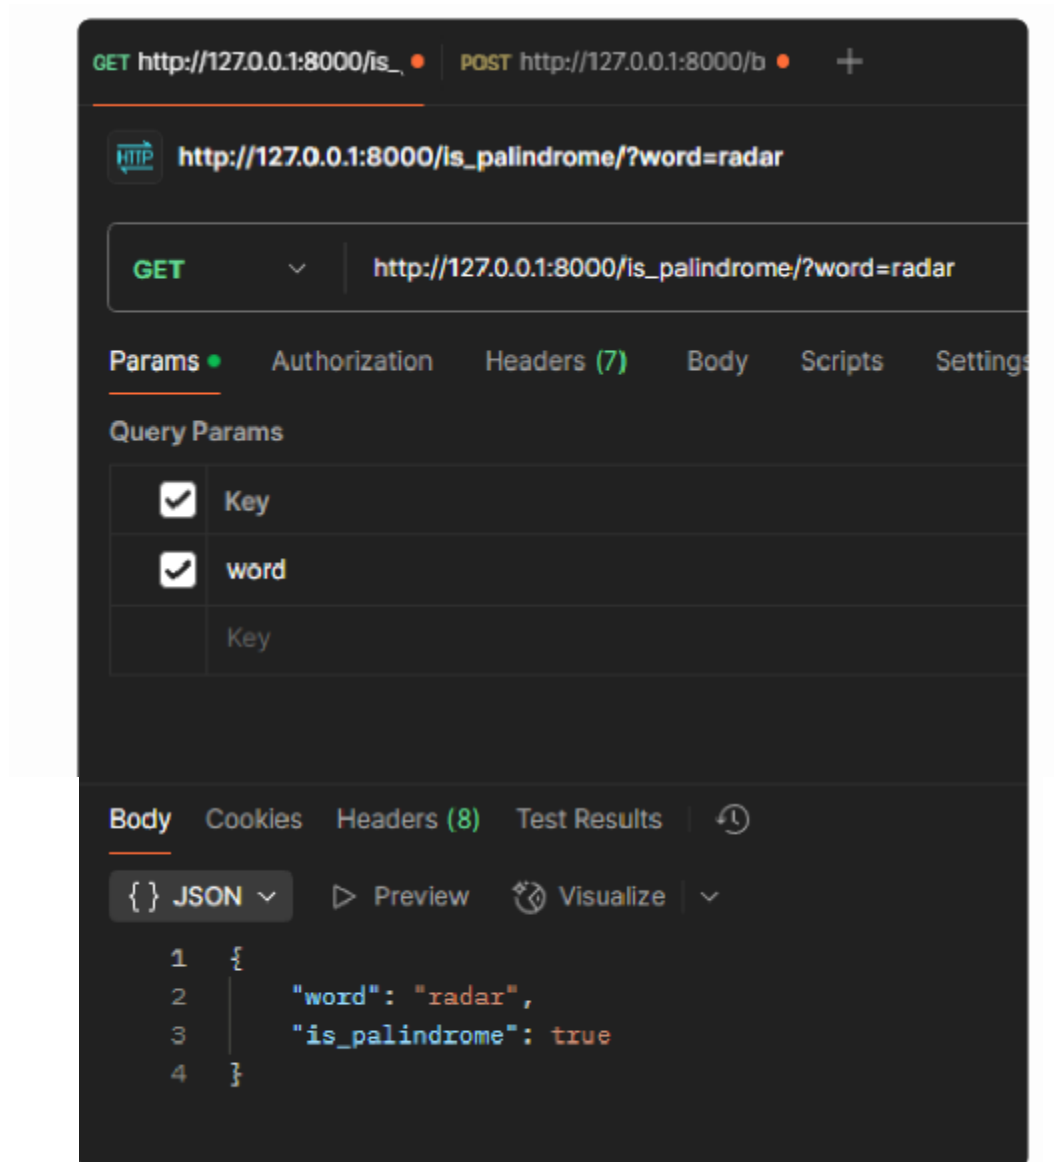 GET http://127.0.0.1:8000/is_ POST http://127.0.0.1:8000/b
HTTP http://127.0.0.1:8000/is_palindrome/?word=radar
GET http://127.0.0.1:8000/is_palindrome/?word=radar
Params Authorization Headers (7) Body Scripts Settings
Query Params
Key
word
Key
Body Cookies Headers (8) Test Results
{ } JSON Preview Visualize
1 {
2 "word": "radar",
3 "is_palindrome": true
4 }